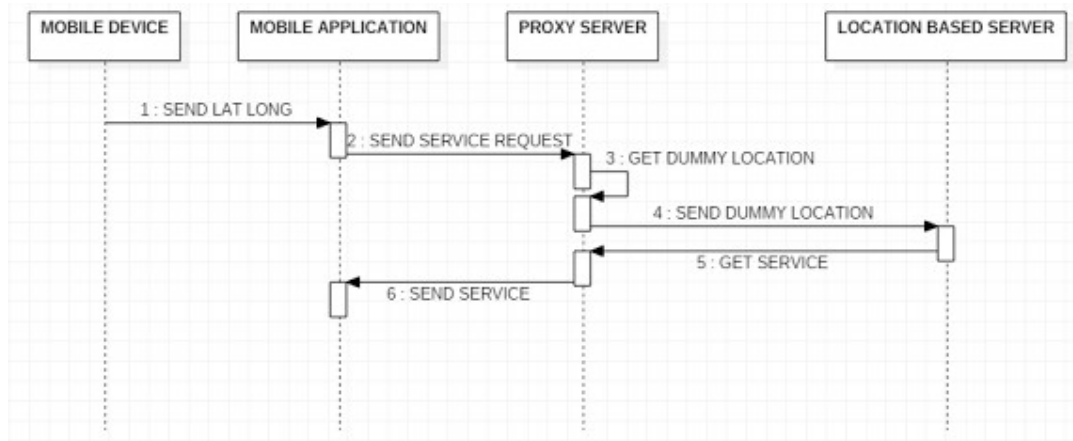 MOBILE DEVICE
MOBILE APPLICATION
PROXY SERVER
LOCATION BASED SERVER
1 : SEND LAT LONG
2 : SEND SERVICE REQUEST
3 : GET DUMMY LOCATION
4 : SEND DUMMY LOCATION
5 : GET SERVICE
6 : SEND SERVICE